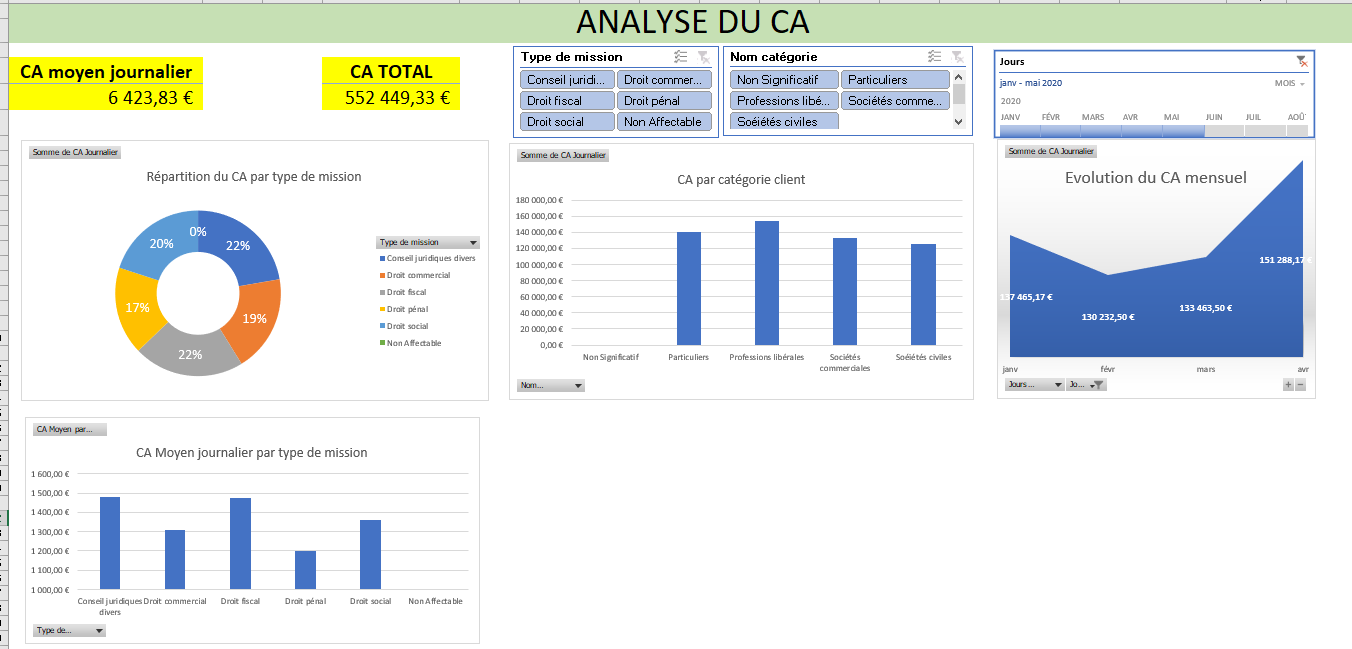 ANALYSE DU CA
CA moyen journalier
6 423,83 €
CA TOTAL
552 449,33 €
Type de mission
Conseil juridi...
Droit commer...
Droit fiscal
Droit pénal
Droit social
Non Affectable
Nom catégorie
Non Significatif
Particuliers
Professions libé...
Sociétés comme...
Soéiétés civiles
Jours
janv - mai 2020
MOIS
2020
JANV FÉVR MARS AVR MAI JUIN JUIL AOÛ
Somme de CA Journalier
Répartition du CA par type de mission
0%
22%
19%
22%
17%
20%
Type de mission
Conseil juridiques divers
Droit commercial
Droit fiscal
Droit pénal
Droit social
Non Affectable
Somme de CA Journalier
CA par catégorie client
180 000,00 €
160 000,00 €
140 000,00 €
120 000,00 €
100 000,00 €
80 000,00 €
60 000,00 €
40 000,00 €
20 000,00 €
0,00 €
Non Significatif
Particuliers
Professions libérales
Sociétés
commerciales
Soéiétés civiles
Nom...
Somme de CA Journalier
Evolution du CA mensuel
137 465,17 €
130 232,50 €
133 463,50 €
151 288,17 €
janv févr mars avr
Jours...
Jo...
+ −
CA Moyen par...
CA Moyen journalier par type de mission
1 600,00 €
1 500,00 €
1 400,00 €
1 300,00 €
1 200,00 €
1 100,00 €
1 000,00 €
Conseil juridiques
divers
Droit commercial
Droit fiscal
Droit pénal
Droit social
Non Affectable
Type de...